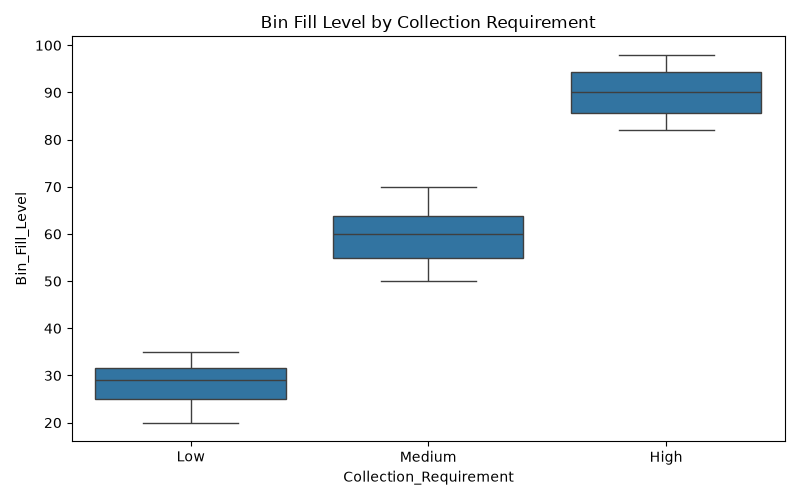 Bin Fill Level by Collection Requirement
Bin_Fill_Level
100
90
80
70
60
50
40
30
20
Low
Medium
High
Collection_Requirement